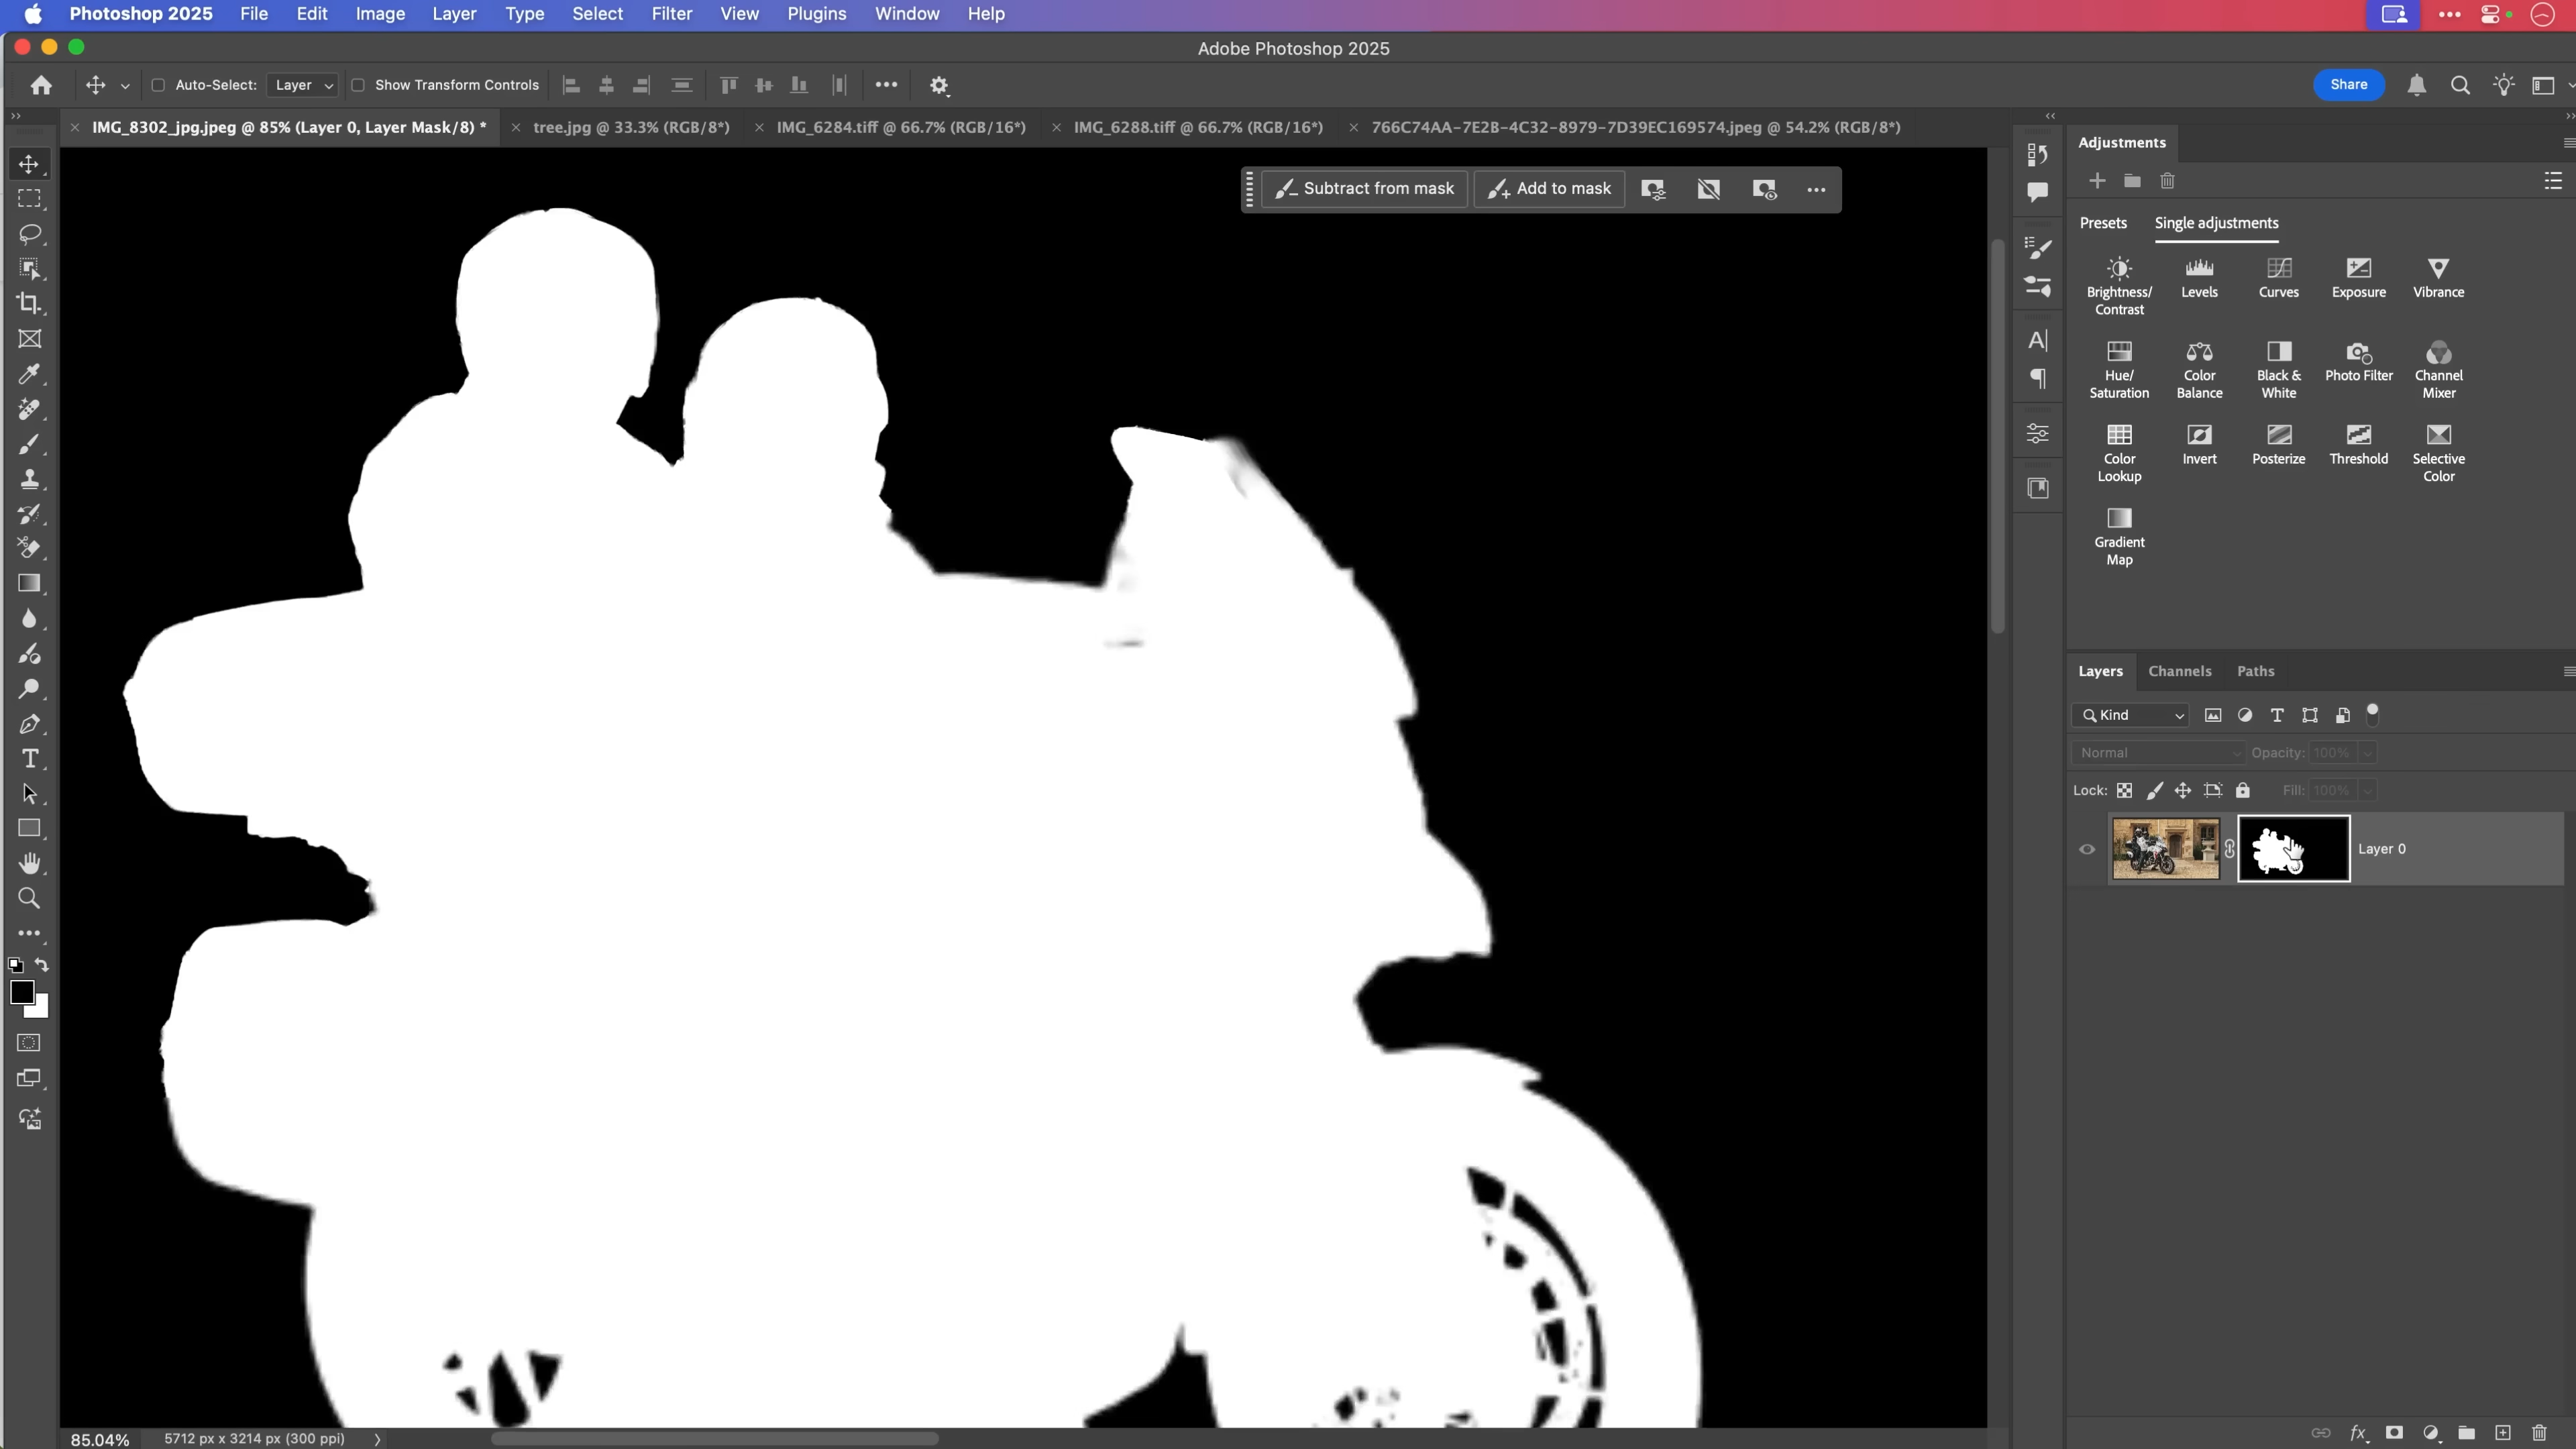 Photoshop 2025 File Edit Image Layer Type Select Filter View Plugins Window Help
Adobe Photoshop 2025
Auto-Select: Layer Show Transform Controls Share
IMG_8302_jpg.jpeg @ 85% (Layer 0, Layer Mask/8) * tree.jpg @ 33.3% (RGB/8*) IMG_6284.tiff @ 66.7% (RGB/16*) IMG_6288.tiff @ 66.7% (RGB/16*) 766C74AA-7E2B-4C32-8979-7D39EC169574.jpeg @ 54.2% (RGB/8*)
Subtract from mask Add to mask
Adjustments
Presets Single adjustments
Brightness/
Contrast
Levels
Curves
Exposure
Vibrance
Hue/
Saturation
Color
Balance
Black &
White
Photo Filter
Channel
Mixer
Color
Lookup
Invert
Posterize
Threshold
Selective
Color
Gradient
Map
Layers Channels Paths
Kind
Normal Opacity: 100%
Lock: Fill: 100%
Layer 0
85.04% 5712 px x 3214 px (300 ppi)